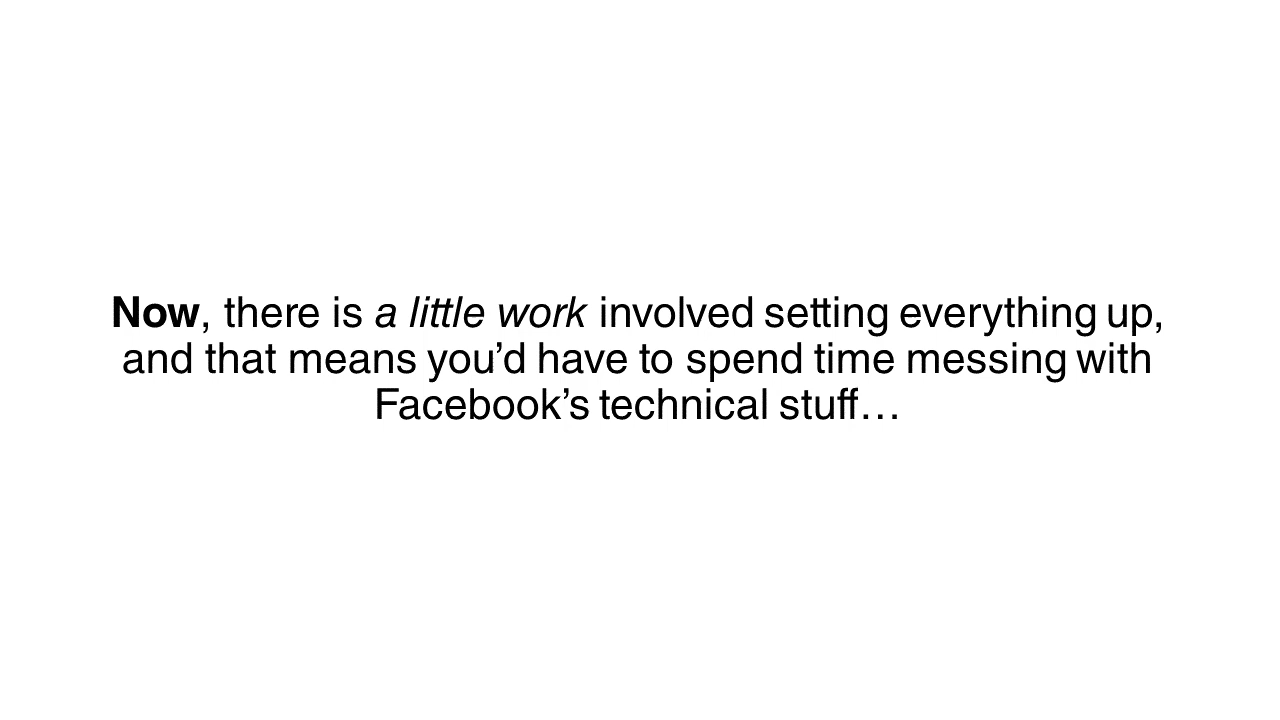 Now, there is a little work involved setting everything up,
and that means you’d have to spend time messing with
Facebook’s technical stuff…